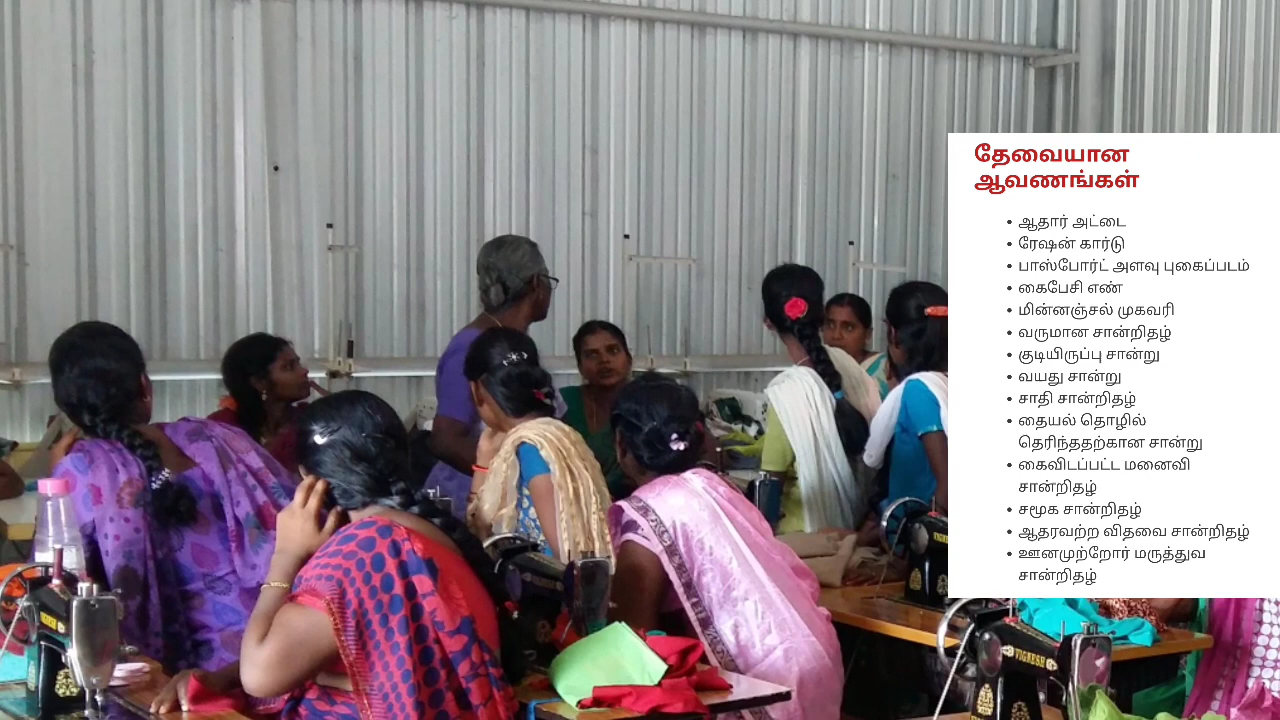 தேவையான
ஆவணங்கள்
• ஆதார் அட்டை
• ரேஷன் கார்டு
• பாஸ்போர்ட் அளவு புகைப்படம்
• கைபேசி எண்
• மின்னஞ்சல் முகவரி
• வருமான சான்றிதழ்
• குடியிருப்பு சான்று
• வயது சான்று
• சாதி சான்றிதழ்
• தையல் தொழில்
தெரிந்ததற்கான சான்று
• கைவிடப்பட்ட மனைவி
சான்றிதழ்
• சமூக சான்றிதழ்
• ஆதரவற்ற விதவை சான்றிதழ்
• ஊனமுற்றோர் மருத்துவ
சான்றிதழ்
VIGNESH